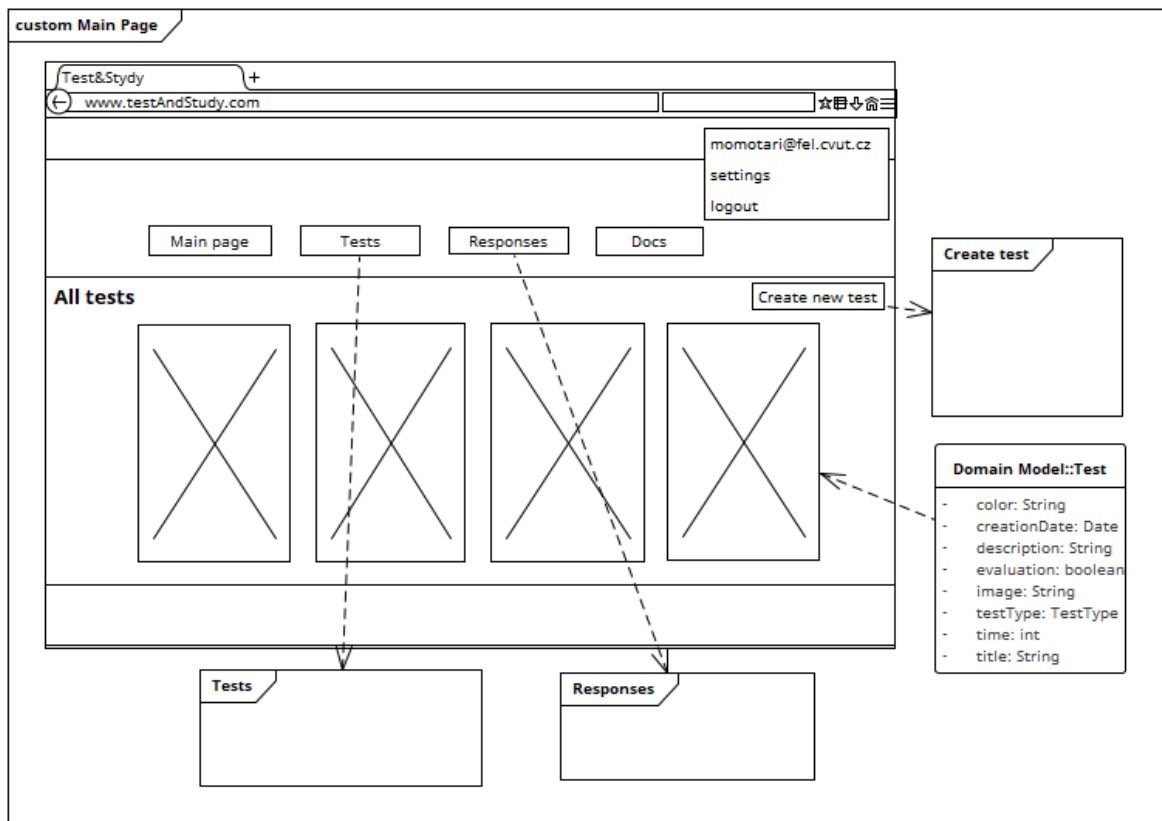 custom Main Page
Test&Stydy
+
www.testAndStudy.com
momotari@fel.cvut.cz
settings
logout
Main page
Tests
Responses
Docs
Create test
All tests
Create new test
Domain Model::Test
- color: String
- creationDate: Date
- description: String
- evaluation: boolean
- image: String
- testType: TestType
- time: int
- title: String
Tests
Responses